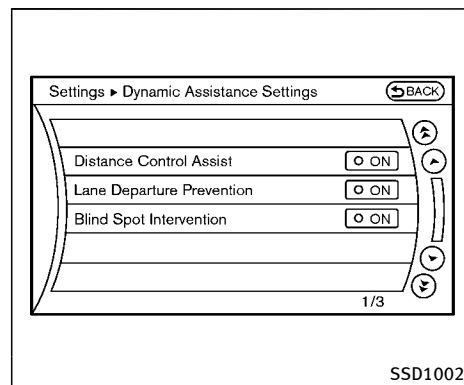 Settings ▸ Dynamic Assistance Settings BACK
Distance Control Assist ON
Lane Departure Prevention ON
Blind Spot Intervention ON
1/3
SSD1002